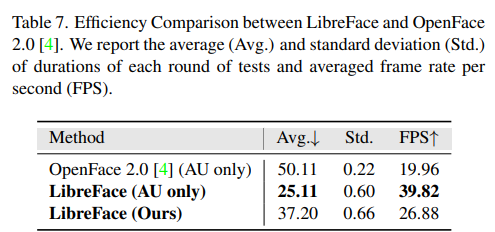 Table 7. Efficiency Comparison between LibreFace and OpenFace
2.0 [4]. We report the average (Avg.) and standard deviation (Std.)
of durations of each round of tests and averaged frame rate per
second (FPS).
Method Avg.↓ Std. FPS↑
OpenFace 2.0 [4] (AU only) 50.11 0.22 19.96
LibreFace (AU only) 25.11 0.60 39.82
LibreFace (Ours) 37.20 0.66 26.88